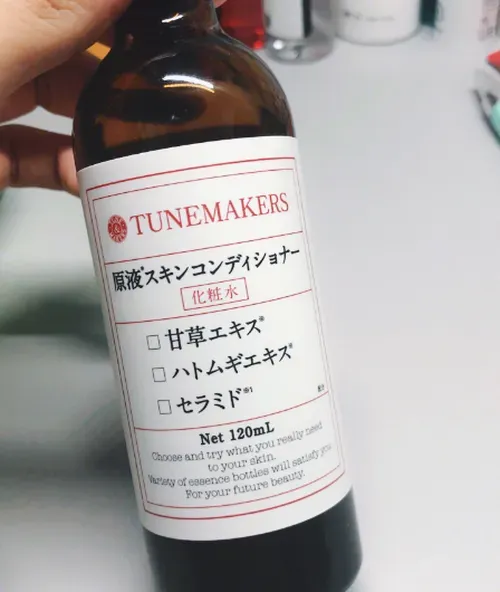 TUNEMAKERS
原液*スキンコンディショナー
化粧水
□ 甘草エキス※
□ ハトムギエキス※
□ セラミド※1
Net 120mL
Choose and try what you really need
to your skin.
Variety of essence bottles will satisfy you
For your future beauty.